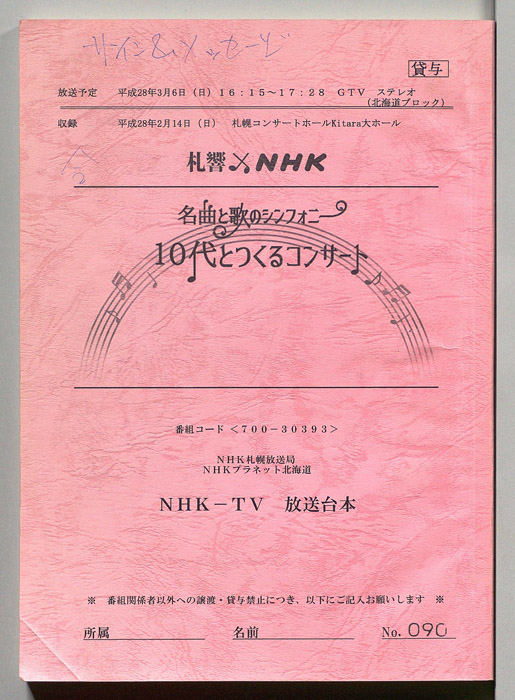 サイン&メッセージ
貸与
放送予定 平成28年3月6日（日）16：15～17：28 GTV ステレオ
（北海道ブロック）
収録 平成28年2月14日（日） 札幌コンサートホールKitara大ホール
札響×NHK
名曲と歌のシンフォニー
10代とつくるコンサート
番組コード ＜700－30393＞
NHK札幌放送局
NHKプラネット北海道
NHK－TV 放送台本
※ 番組関係者以外への譲渡・貸与禁止につき、以下にご記入お願いします ※
所属 名前 No. 090